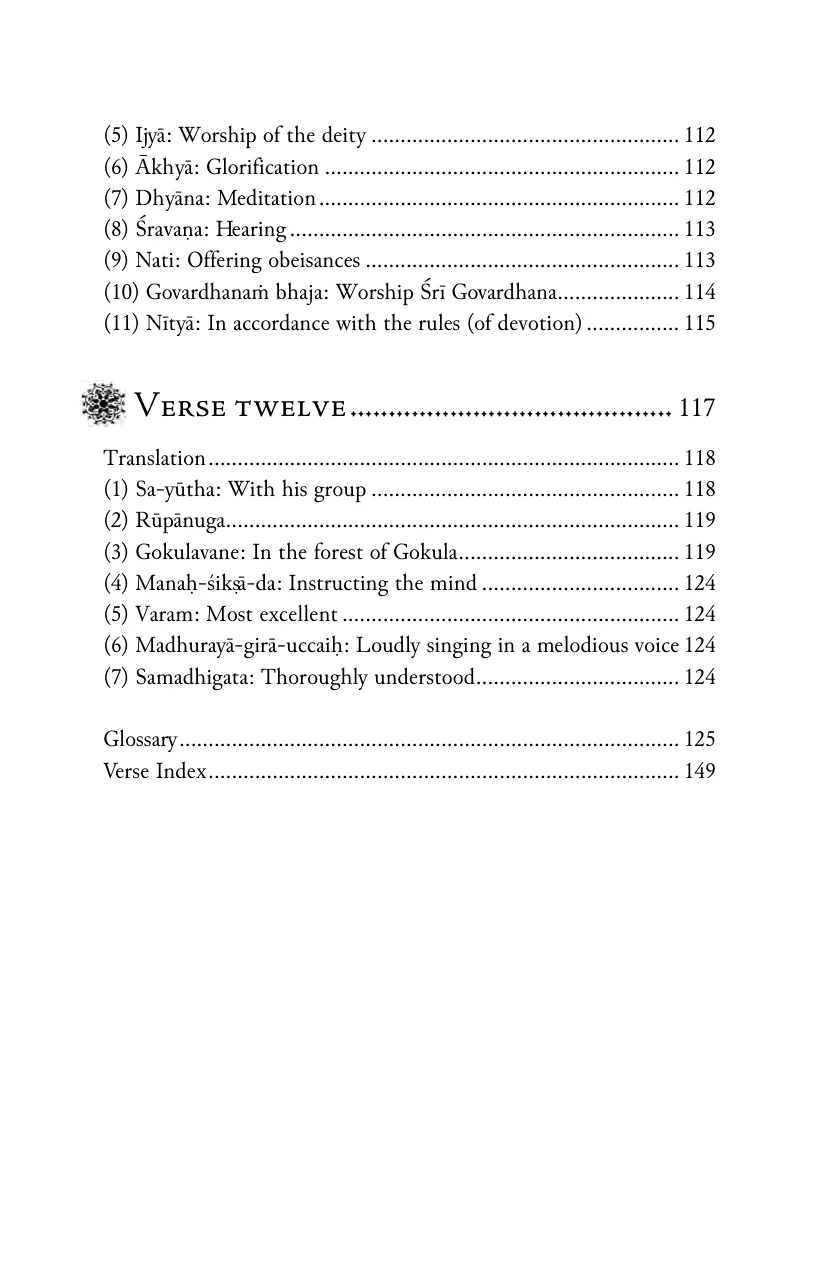 (5) Ijyā: Worship of the deity .................................................... 112
(6) Ākhyā: Glorification ............................................................ 112
(7) Dhyāna: Meditation ............................................................. 112
(8) Śravaṇa: Hearing .................................................................. 113
(9) Nati: Offering obeisances ..................................................... 113
(10) Govardhanaṁ bhaja: Worship Śrī Govardhana..................... 114
(11) Nītyā: In accordance with the rules (of devotion) ................ 115
Verse twelve .......................................... 117
Translation ................................................................................ 118
(1) Sa-yūtha: With his group .................................................... 118
(2) Rūpānuga............................................................................. 119
(3) Gokulavane: In the forest of Gokula...................................... 119
(4) Manaḥ-śikṣā-da: Instructing the mind .................................. 124
(5) Varam: Most excellent ......................................................... 124
(6) Madhurayā-girā-uccaiḥ: Loudly singing in a melodious voice 124
(7) Samadhigata: Thoroughly understood................................... 124
Glossary ..................................................................................... 125
Verse Index................................................................................ 149